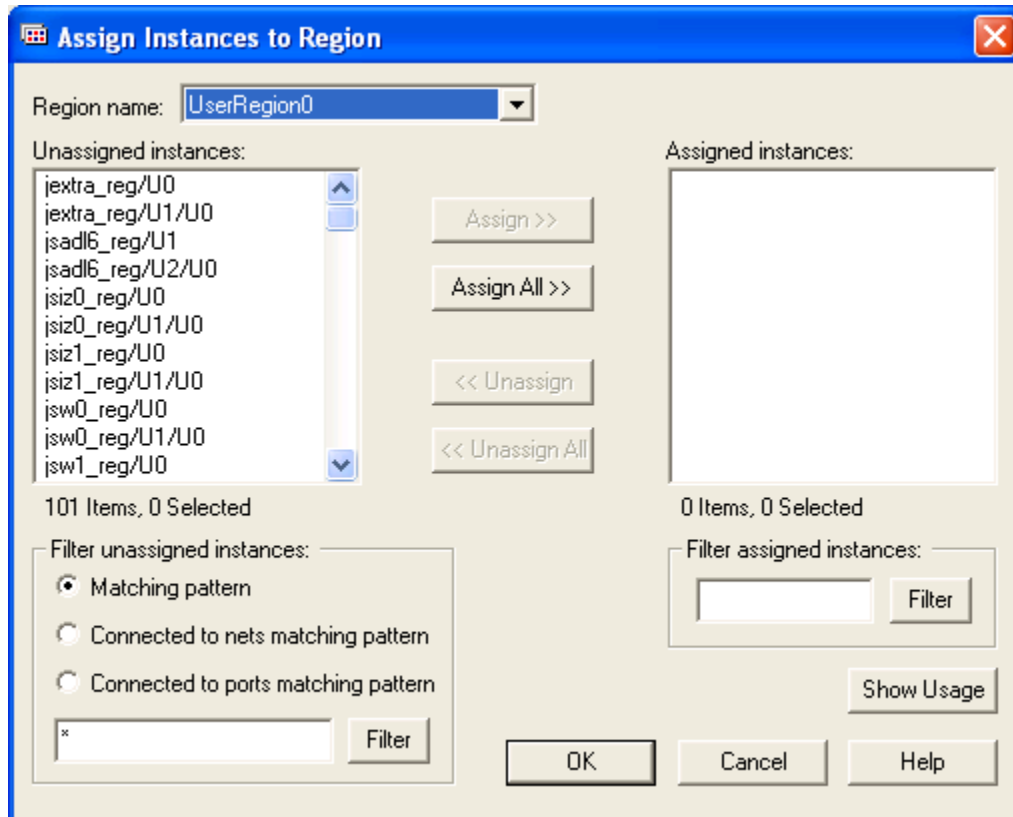 Assign Instances to Region
Region name: UserRegion0
Unassigned instances:
jextra_reg/U0
jextra_reg/U1/U0
jsadl6_reg/U1
jsadl6_reg/U2/U0
jsiz0_reg/U0
jsiz0_reg/U1/U0
jsiz1_reg/U0
jsiz1_reg/U1/U0
jsw0_reg/U0
jsw0_reg/U1/U0
jsw1_reg/U0
101 Items, 0 Selected
Assign >>
Assign All >>
<< Unassign
<< Unassign All
Assigned instances:
0 Items, 0 Selected
Filter unassigned instances:
Matching pattern
Connected to nets matching pattern
Connected to ports matching pattern
* Filter
Filter assigned instances:
Filter
Show Usage
OK Cancel Help